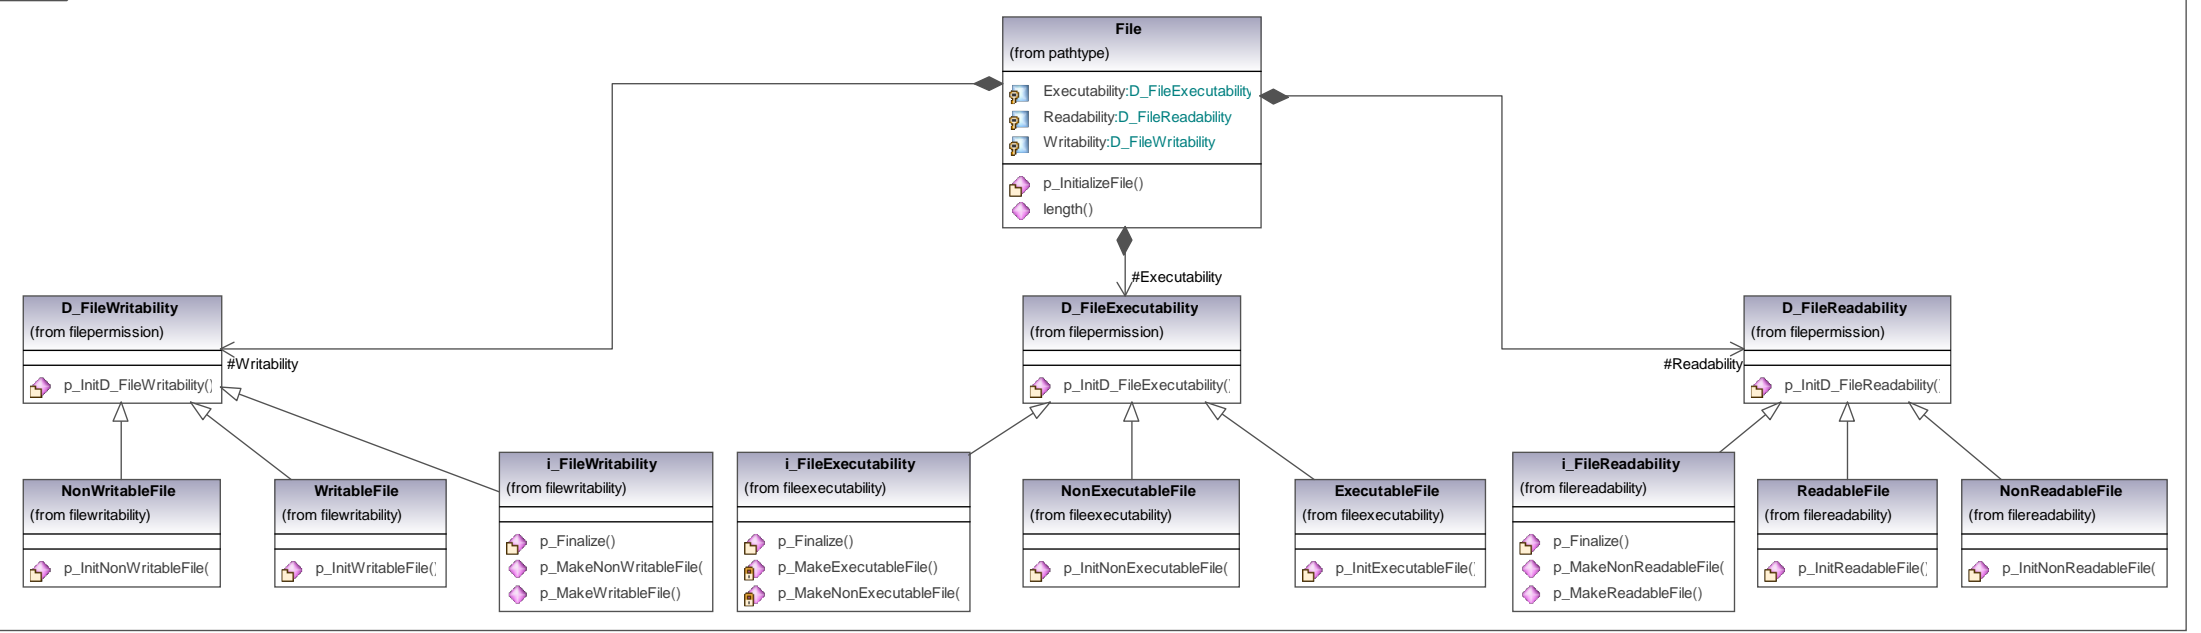 File
(from pathtype)
Executability:D_FileExecutability
Readability:D_FileReadability
Writability:D_FileWritability
p_InitializeFile()
length()
#Executability
D_FileWritability
(from filepermission)
#Writability
p_InitD_FileWritability()
D_FileExecutability
(from filepermission)
p_InitD_FileExecutability(
D_FileReadability
(from filepermission)
#Readability
p_InitD_FileReadability(
NonWritableFile
(from filewritability)
p_InitNonWritableFile(
WritableFile
(from filewritability)
p_InitWritableFile()
i_FileWritability
(from filewritability)
p_Finalize()
p_MakeNonWritableFile(
p_MakeWritableFile()
i_FileExecutability
(from fileexecutability)
p_Finalize()
p_MakeExecutableFile()
p_MakeNonExecutableFile(
NonExecutableFile
(from fileexecutability)
p_InitNonExecutableFile(
ExecutableFile
(from fileexecutability)
p_InitExecutableFile()
i_FileReadability
(from filereadability)
p_Finalize()
p_MakeNonReadableFile(
p_MakeReadableFile()
ReadableFile
(from filereadability)
p_InitReadableFile()
NonReadableFile
(from filereadability)
p_InitNonReadableFile(